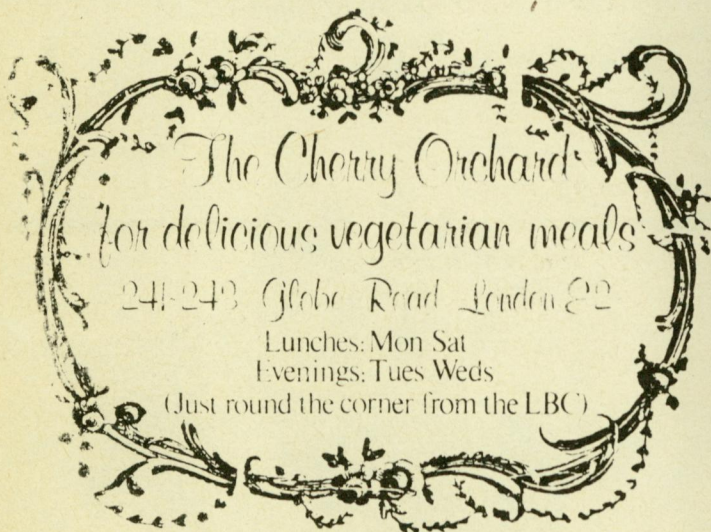 The Cherry Orchard
for delicious vegetarian meals
241-243 Globe Road London E2
Lunches: Mon Sat
Evenings: Tues Weds
(Just round the corner from the LBC)